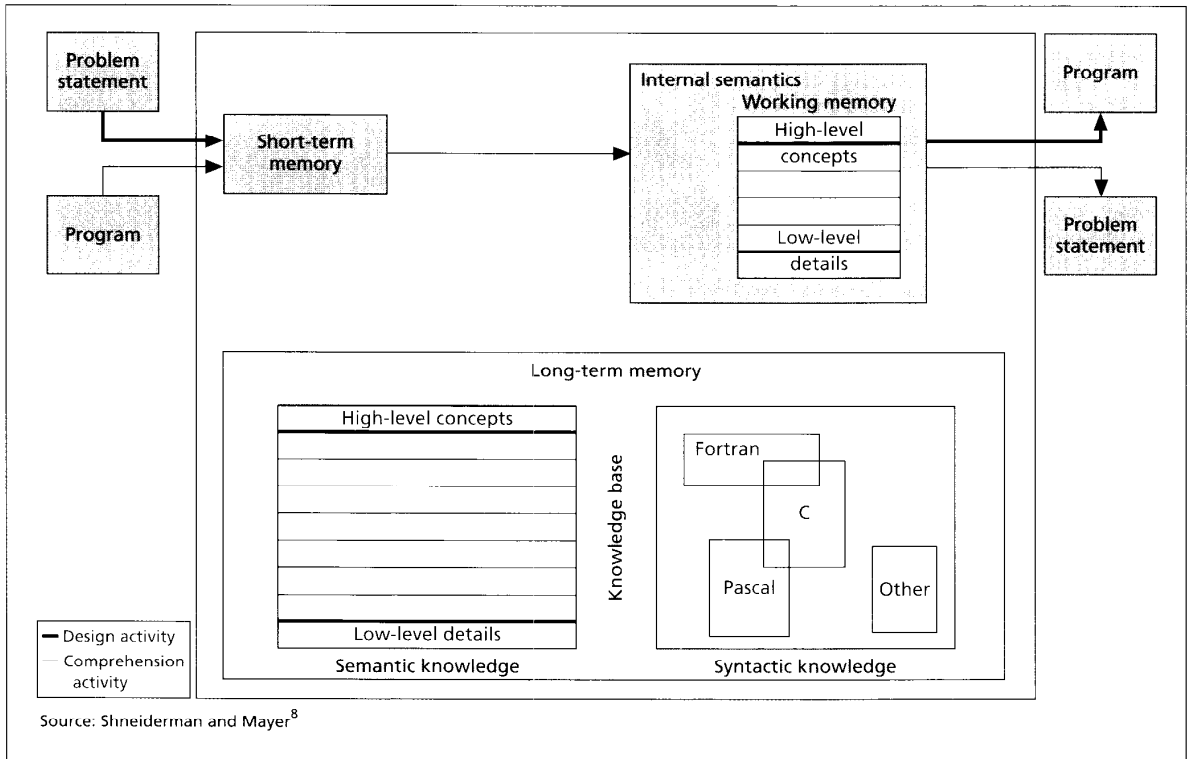 Problem
statement
Program
Short-term
memory
Internal semantics
Working memory
High-level
concepts
Low-level
details
Program
Problem
statement
Long-term memory
High-level concepts
Low-level details
Semantic knowledge
Knowledge base
Fortran
C
Pascal
Other
Syntactic knowledge
Design activity
Comprehension
activity
Source: Shneiderman and Mayer8